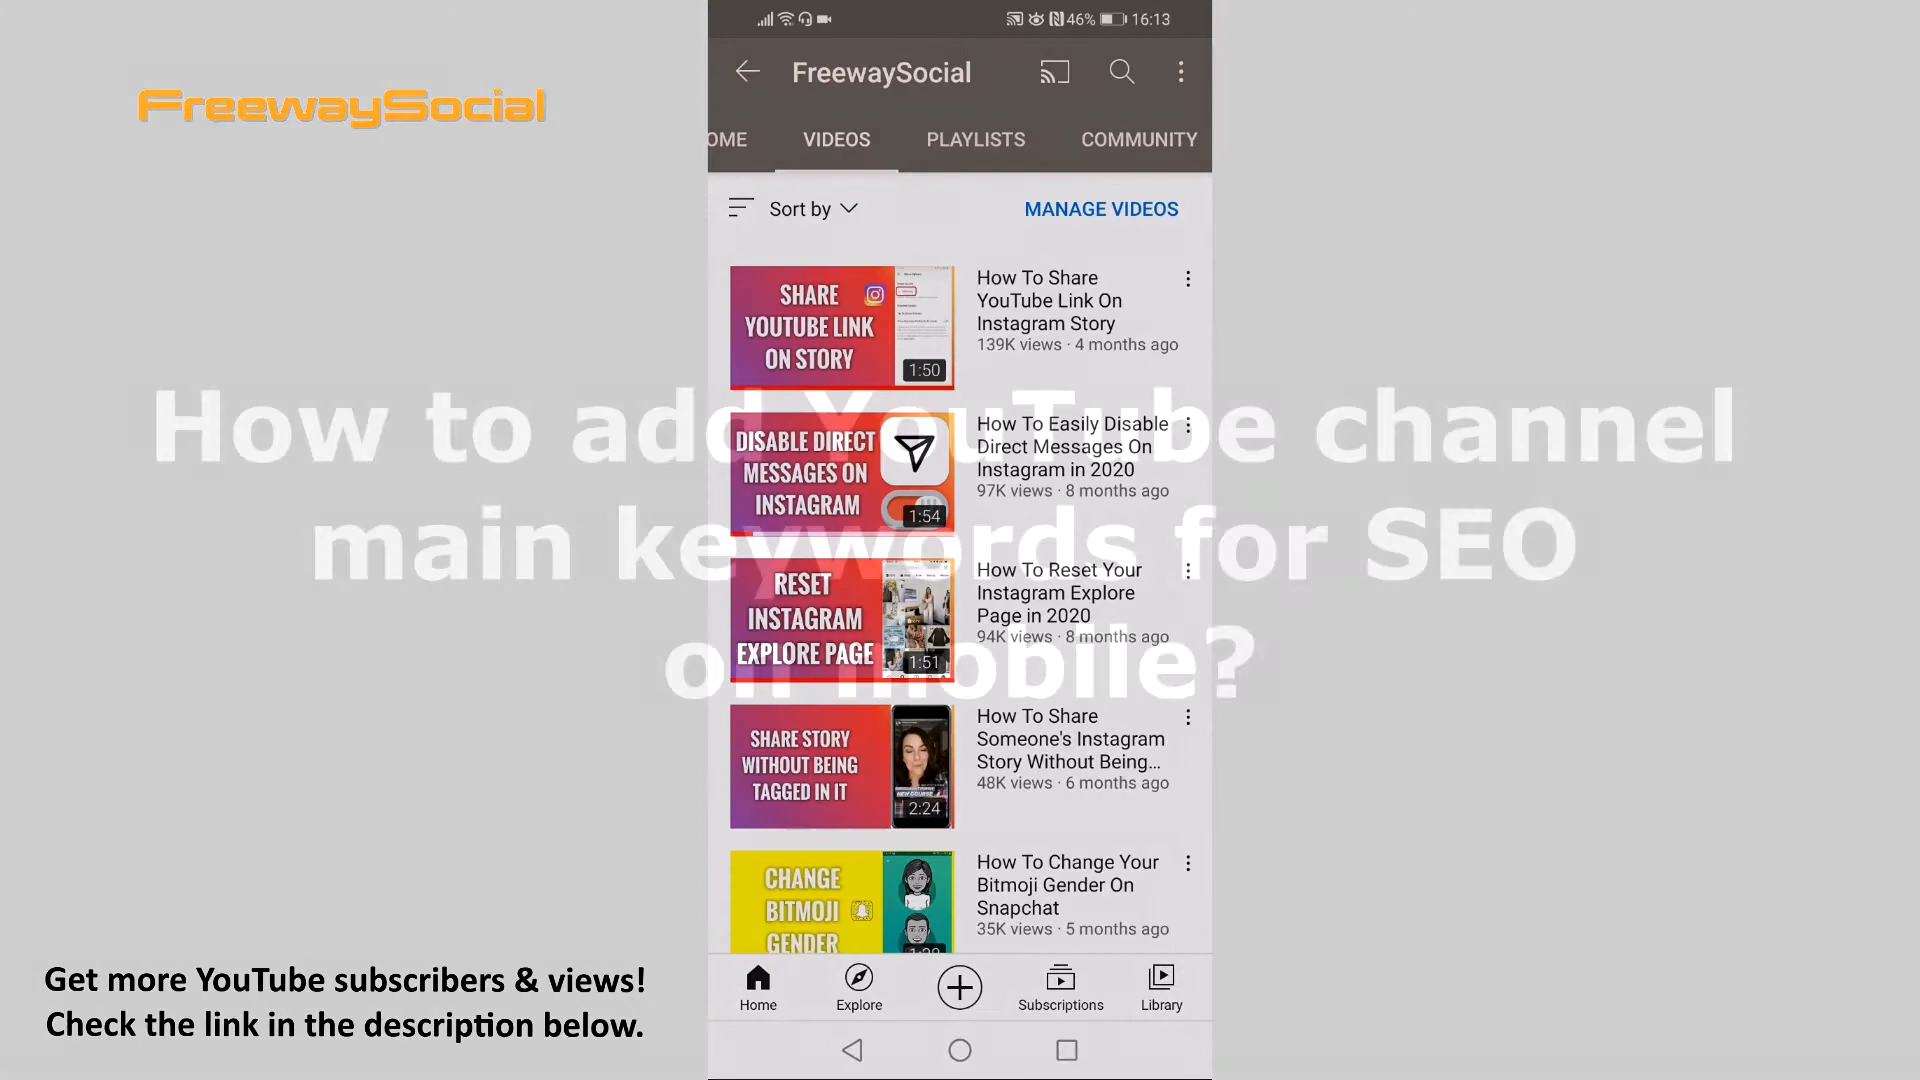 46% 16:13
FreewaySocial
FreewaySocial
OME VIDEOS PLAYLISTS COMMUNITY
Sort by MANAGE VIDEOS
SHARE
YOUTUBE LINK
ON STORY
1:50
How To Share
YouTube Link On
Instagram Story
139K views · 4 months ago
How to add YouTube channel
main keywords for SEO
on mobile?
DISABLE DIRECT
MESSAGES ON
INSTAGRAM
1:54
How To Easily Disable
Direct Messages On
Instagram in 2020
97K views · 8 months ago
RESET
INSTAGRAM
EXPLORE PAGE
1:51
How To Reset Your
Instagram Explore
Page in 2020
94K views · 8 months ago
SHARE STORY
WITHOUT BEING
TAGGED IN IT
NEW COURSE
2:24
How To Share
Someone's Instagram
Story Without Being...
48K views · 6 months ago
CHANGE
BITMOJI
GENDER
How To Change Your
Bitmoji Gender On
Snapchat
35K views · 5 months ago
Home Explore Subscriptions Library
Get more YouTube subscribers & views!
Check the link in the description below.